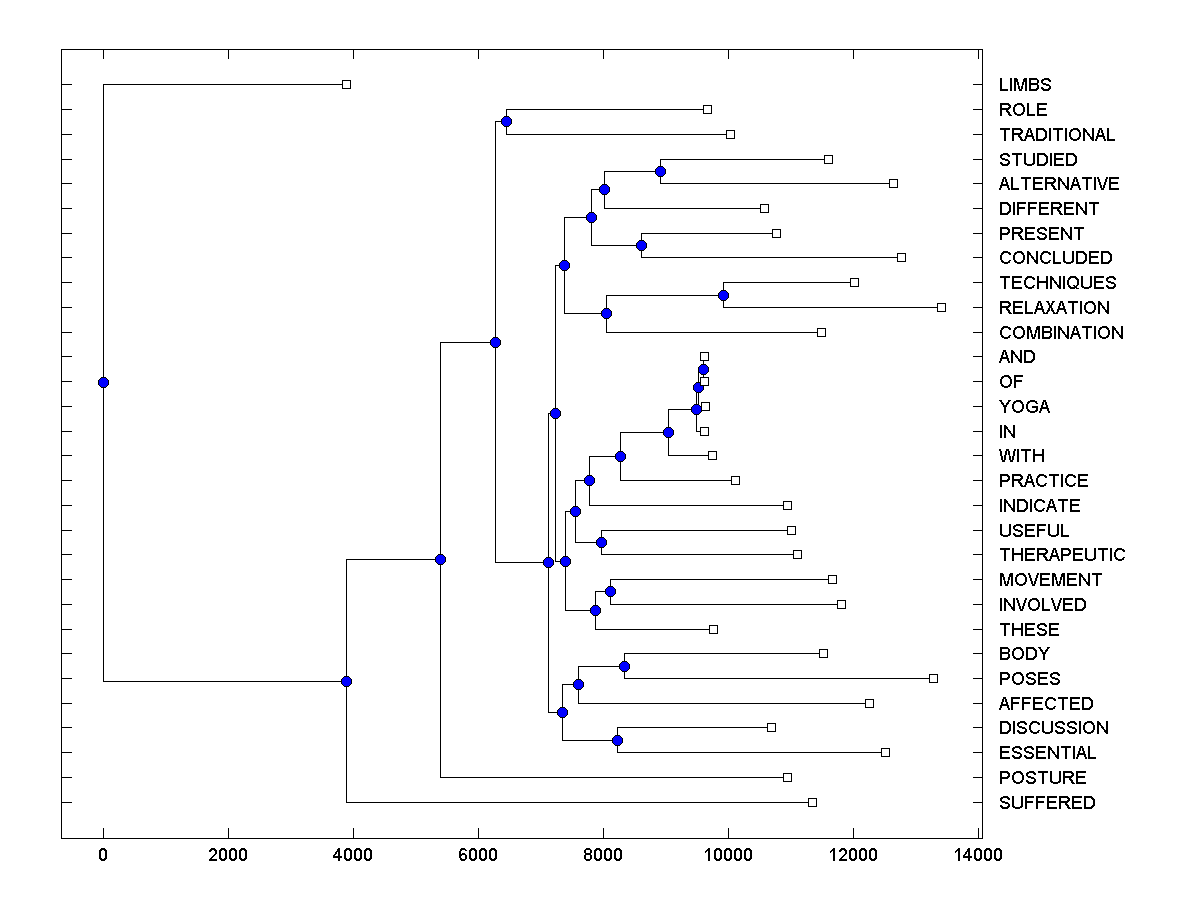 LIMBS
ROLE
TRADITIONAL
STUDIED
ALTERNATIVE
DIFFERENT
PRESENT
CONCLUDED
TECHNIQUES
RELAXATION
COMBINATION
AND
OF
YOGA
IN
WITH
PRACTICE
INDICATE
USEFUL
THERAPEUTIC
MOVEMENT
INVOLVED
THESE
BODY
POSES
AFFECTED
DISCUSSION
ESSENTIAL
POSTURE
SUFFERED
0 2000 4000 6000 8000 10000 12000 14000